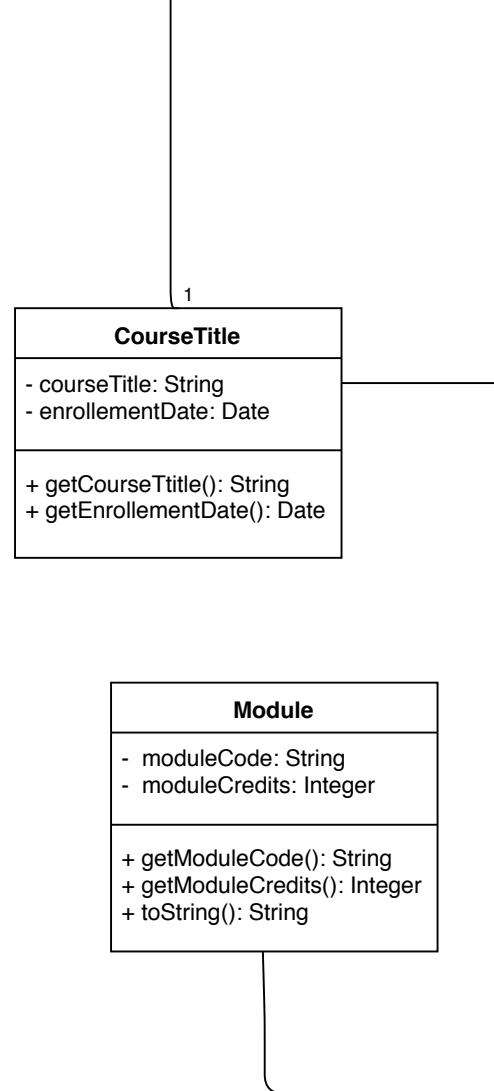 1
CourseTitle
- courseTitle: String
- enrollementDate: Date
+ getCourseTtitle(): String
+ getEnrollementDate(): Date
Module
- moduleCode: String
- moduleCredits: Integer
+ getModuleCode(): String
+ getModuleCredits(): Integer
+ toString(): String